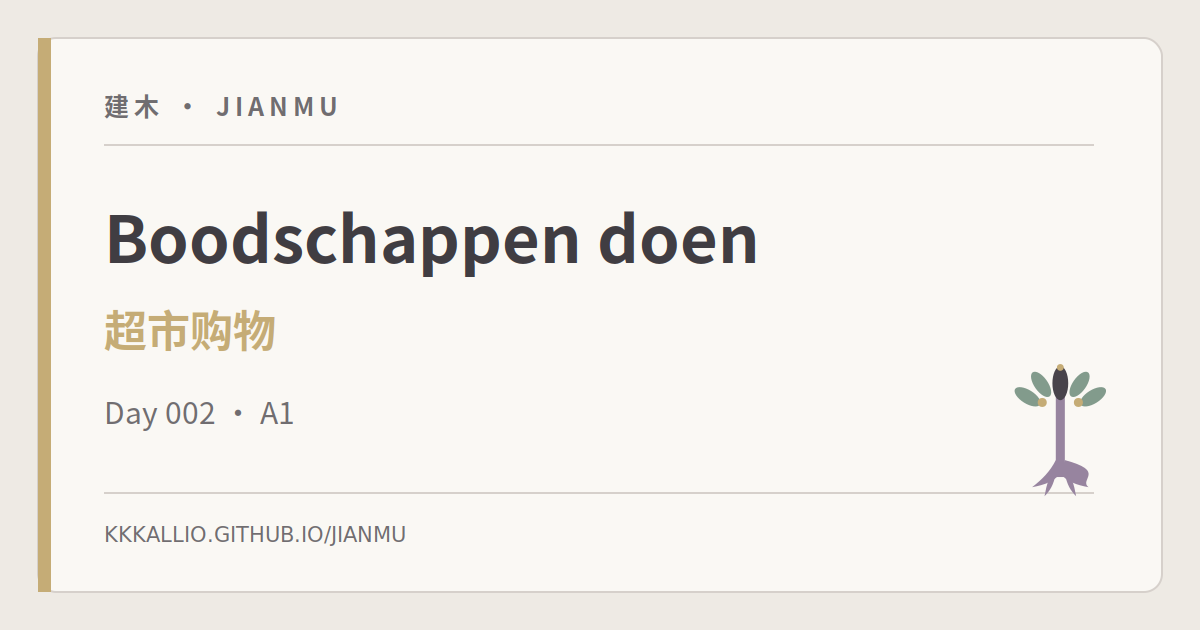 建木 · JIANMU
Boodschappen doen
超市购物
Day 002 · A1
KKKALLIO.GITHUB.IO/JIANMU